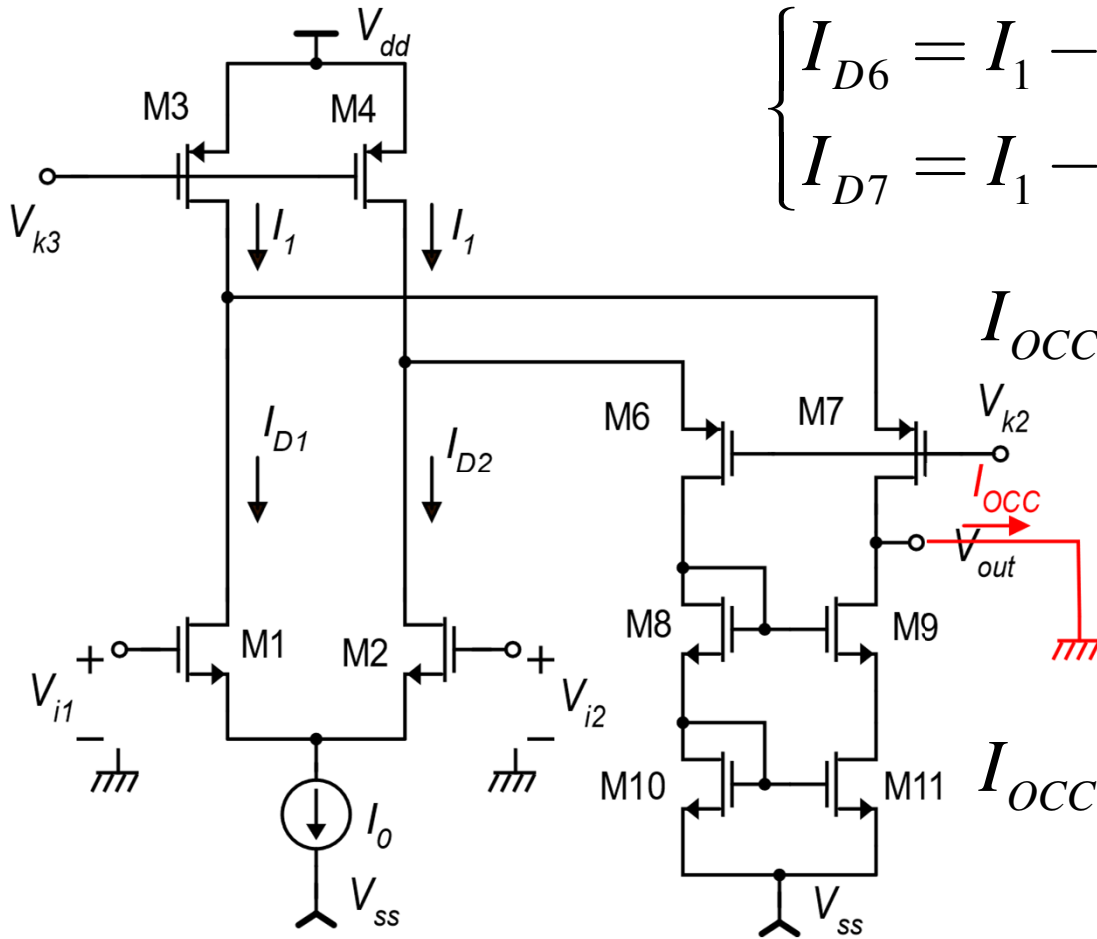 V_dd
I_D6 = I_1 −
M3 M4
I_D7 = I_1 −
V_k3
I_1 I_1
I_OCC
M6 M7 V_k2
I_D1 I_D2
I_OCC
V_out
M8 M9
M1 M2
+ +
V_i1 V_i2
− −
M10 M11 I_OCC
I_0
V_ss V_ss